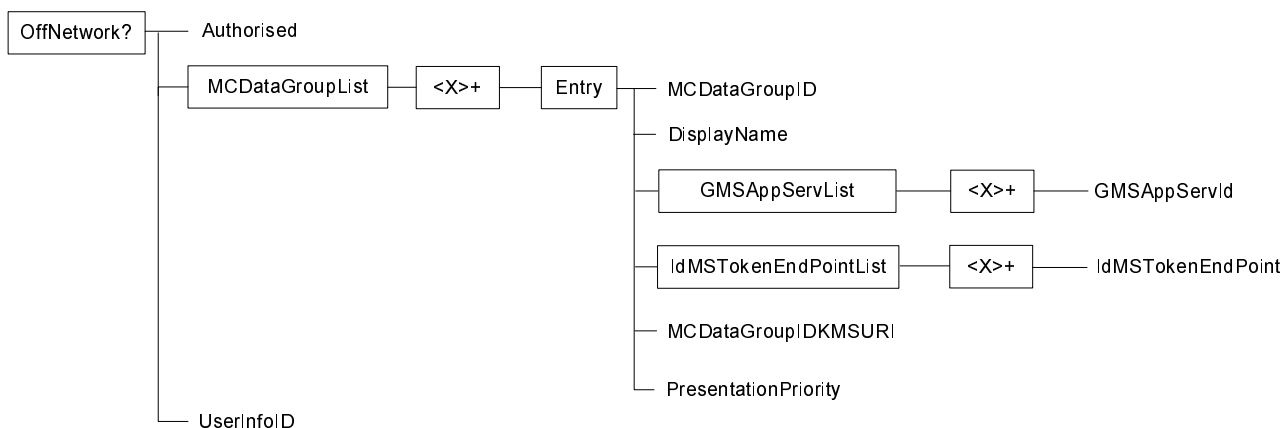 OffNetwork?
Authorised
MCDataGroupList
<X>+
Entry
MCDataGroupID
DisplayName
GMSAppServList
<X>+
GMSAppServId
IdMSTokenEndPointList
<X>+
IdMSTokenEndPoint
MCDataGroupIDKMSURI
PresentationPriority
UserInfoID